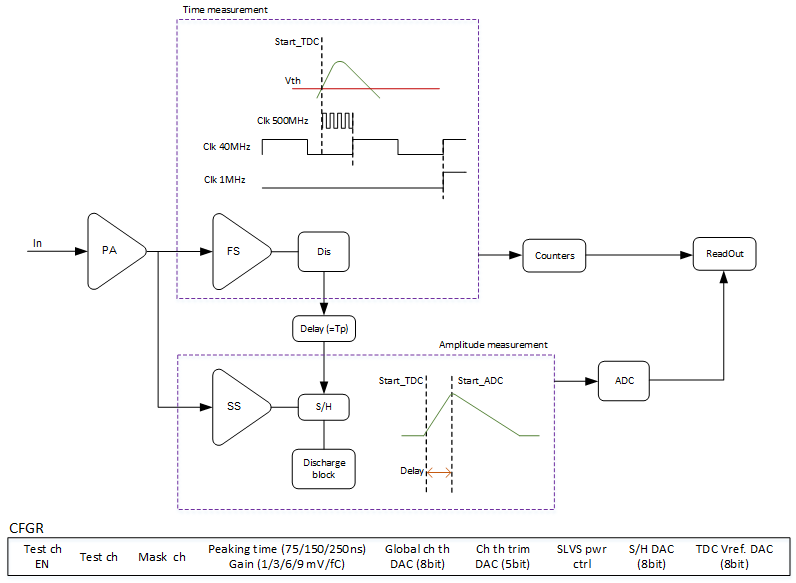 Time measurement
Start_TDC
Vth
Clk 500MHz
Clk 40MHz
Clk 1MHz
In
PA
FS
Dis
Counters
ReadOut
Delay (=Tp)
Amplitude measurement
Start_TDC
Start_ADC
ADC
SS
S/H
Delay
Discharge
block
CFGR
Test ch
EN
Test ch
Mask ch
Peaking time (75/150/250ns)
Gain (1/3/6/9 mV/fC)
Global ch th
DAC (8bit)
Ch th trim
DAC (5bit)
SLVS pwr
ctrl
S/H DAC
(8bit)
TDC Vref. DAC
(8bit)